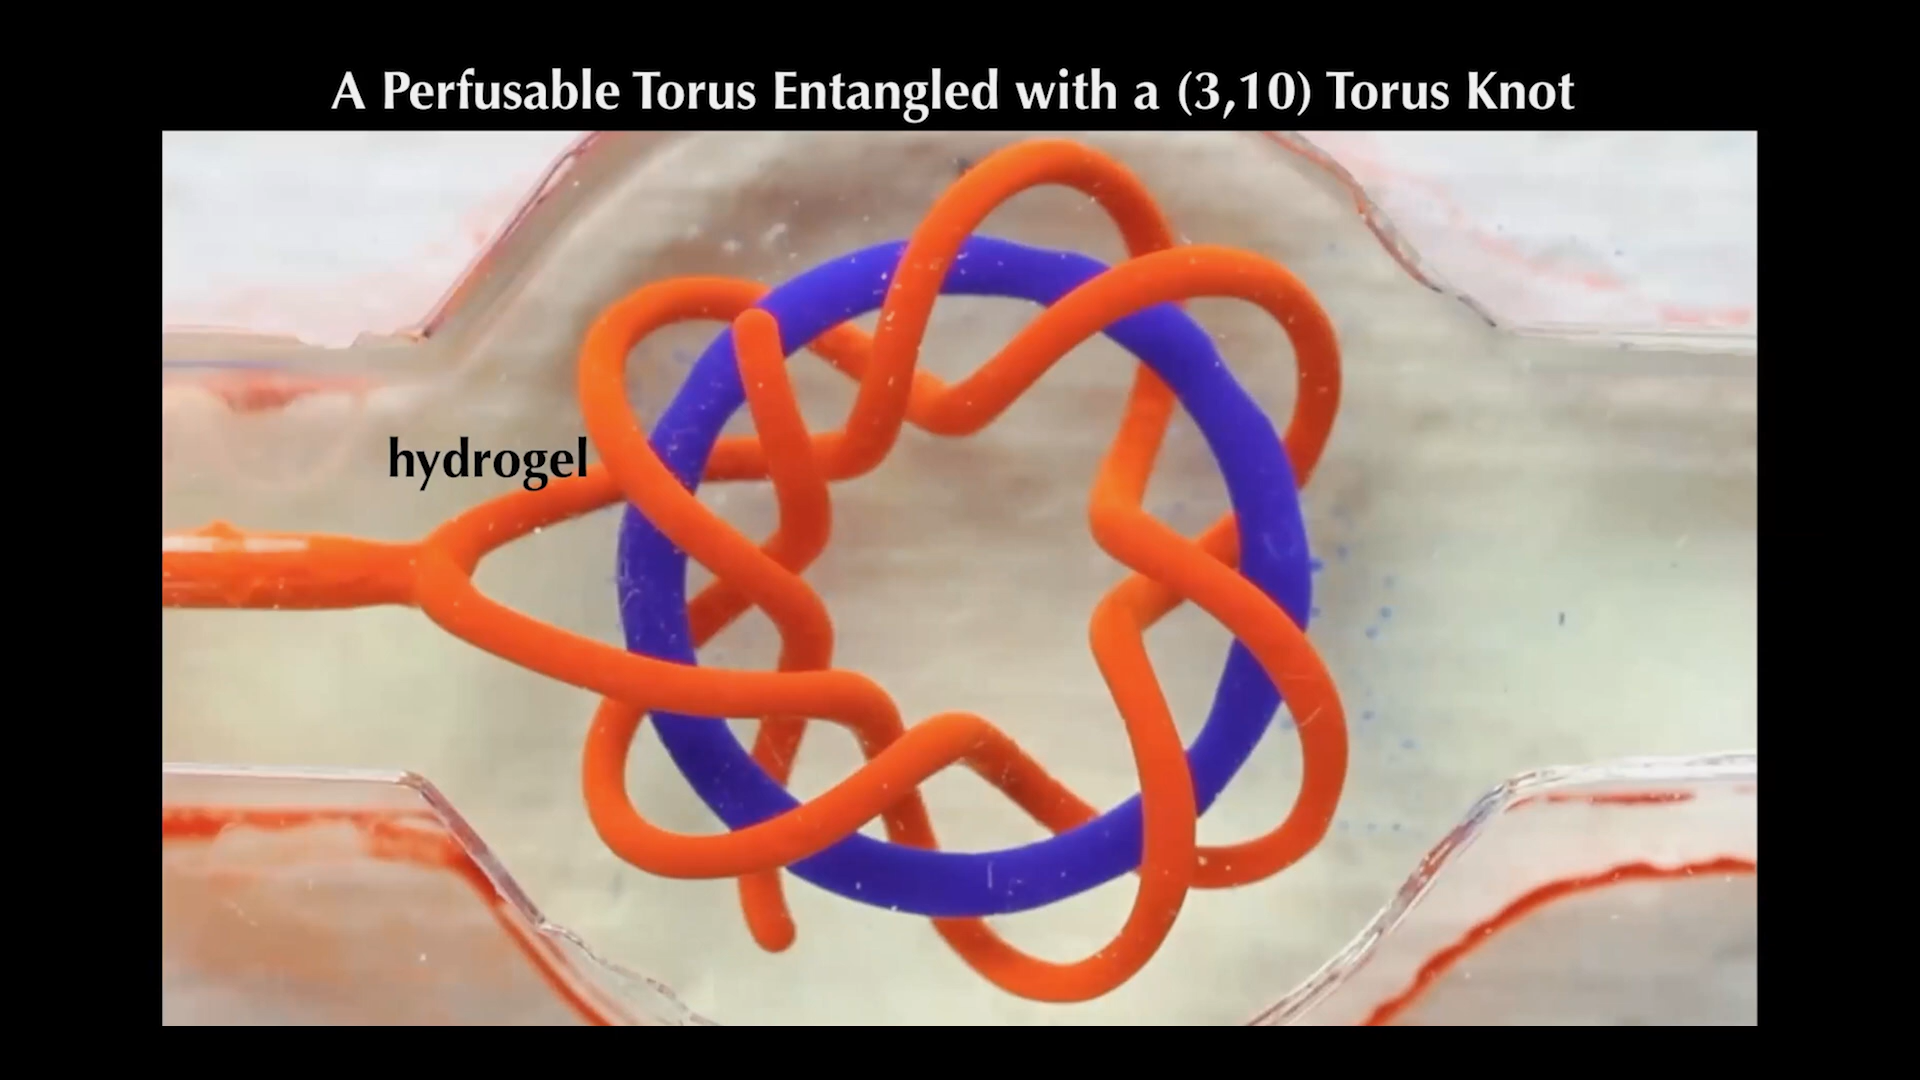 A Perfusable Torus Entangled with a (3,10) Torus Knot
hydrogel